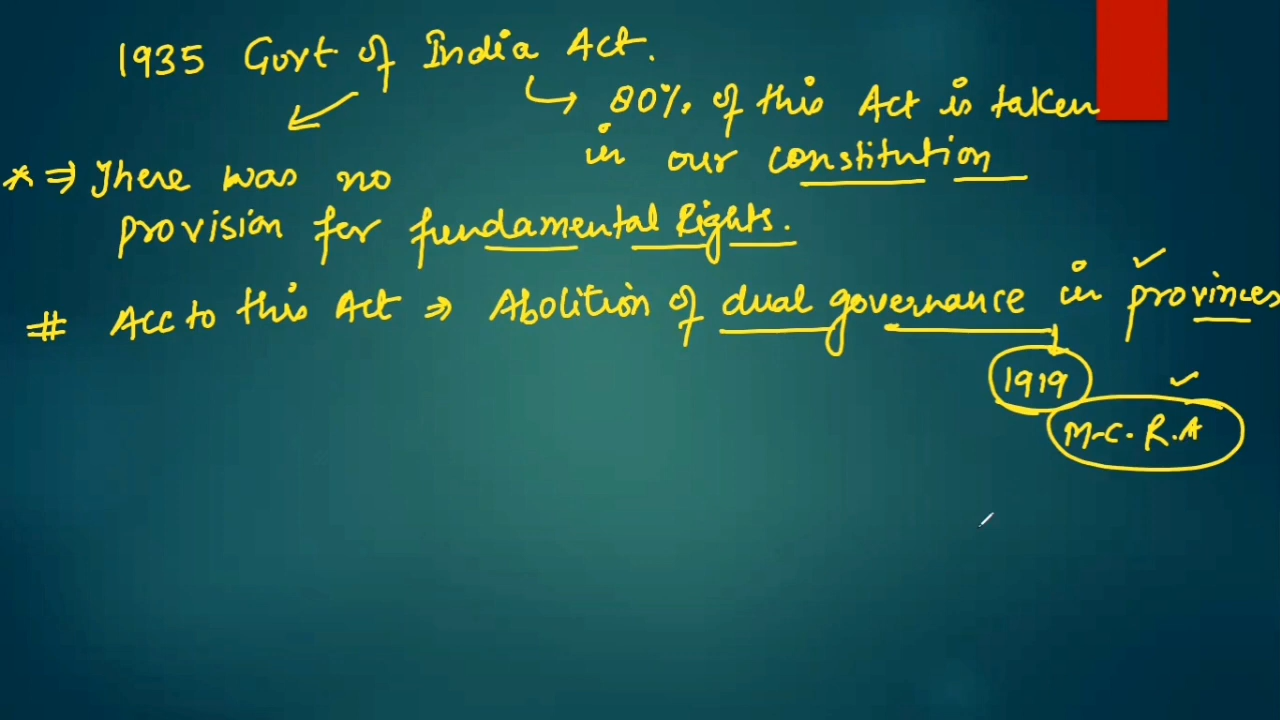 1935 Govt of India Act.
80% of this Act is taken
in our constitution
* ⇒ There was no
provision for fundamental Rights.
# Acc to this Act ⇒ Abolition of dual governance in provinces
1919
M-C. R.A